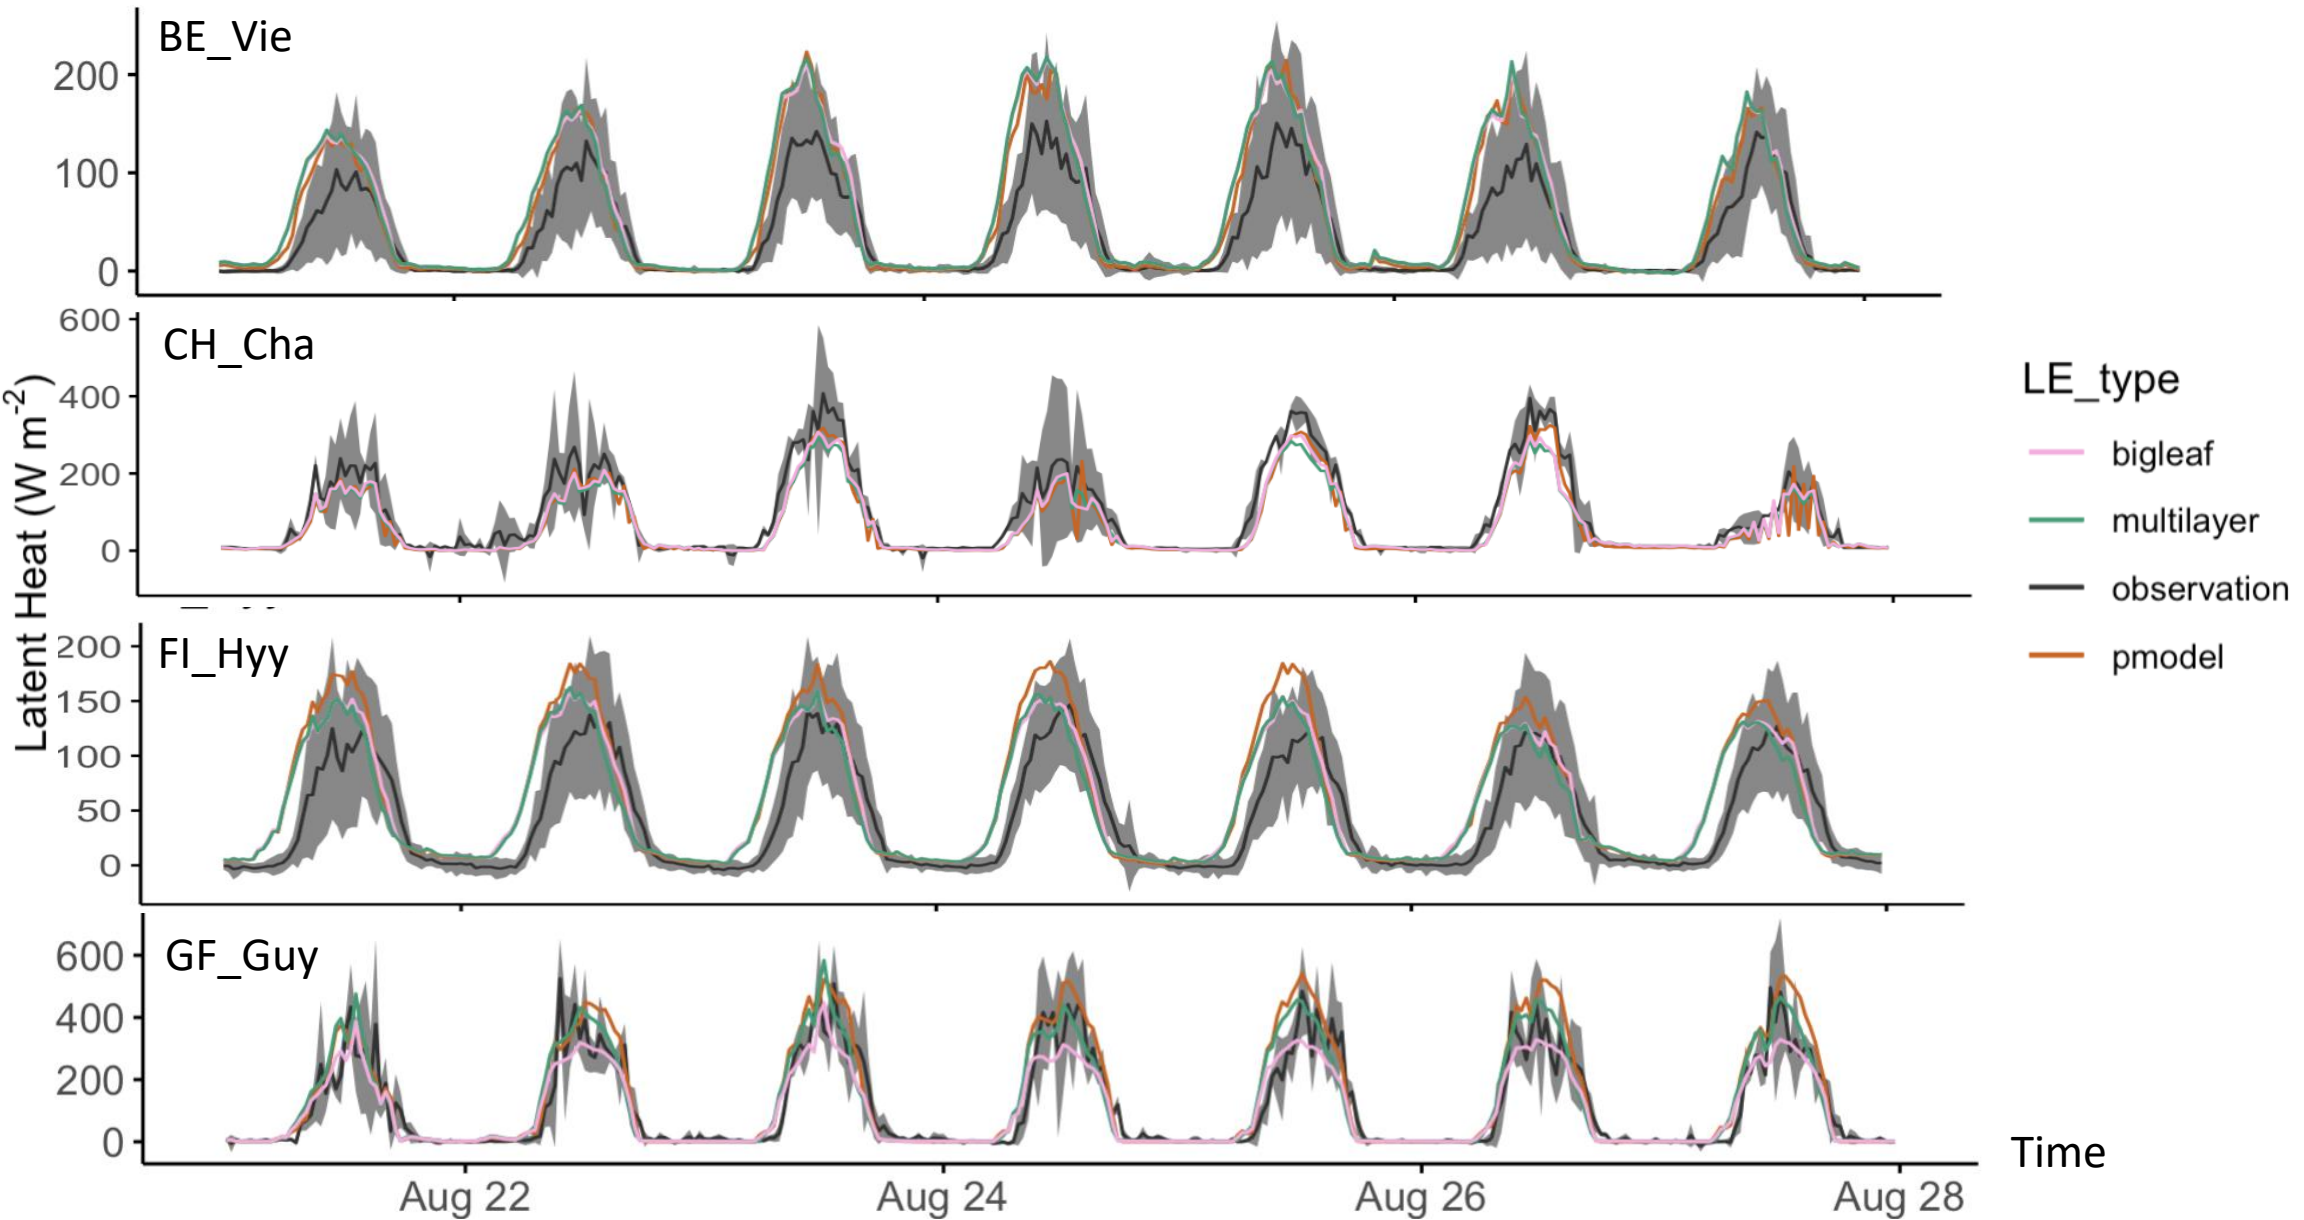 BE_Vie
200
100
0
600
CH_Cha
400
200
0
Latent Heat (W m-2)
200
FI_Hyy
150
100
50
0
600
GF_Guy
400
200
0
Aug 22
Aug 24
Aug 26
Aug 28
Time
LE_type
bigleaf
multilayer
observation
pmodel